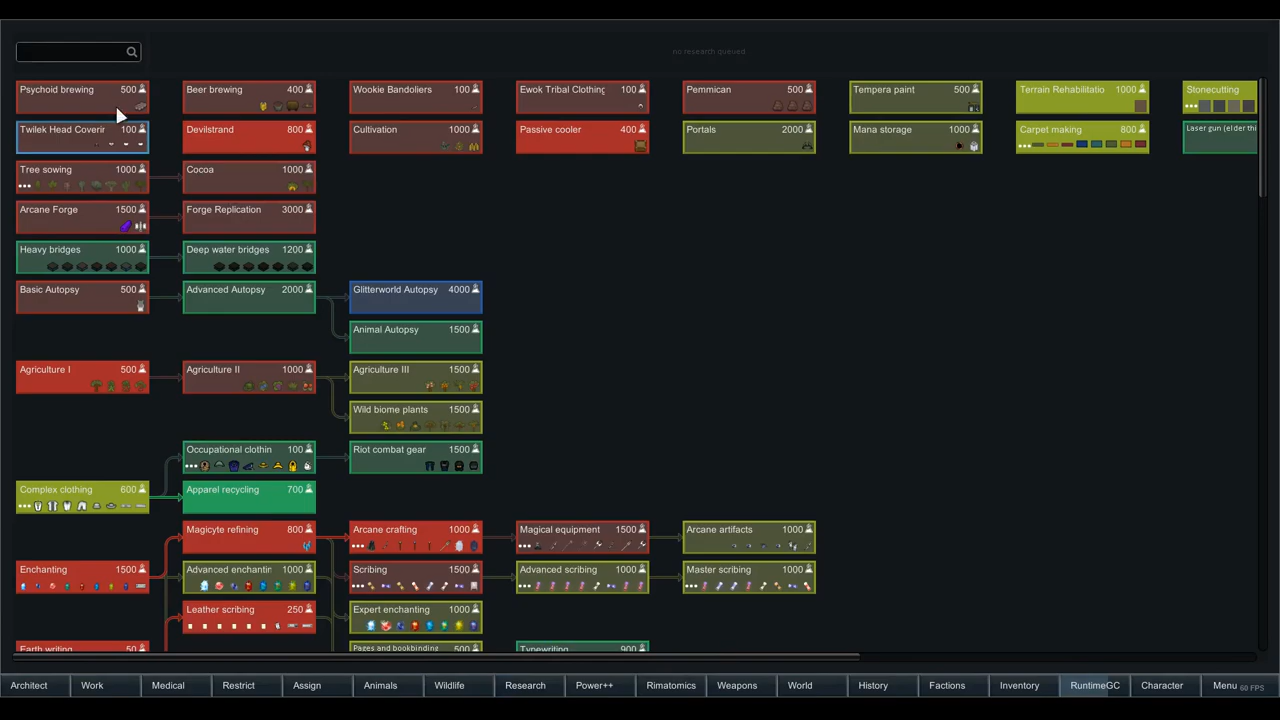 no research queued
Psychoid brewing 500
Beer brewing 400
Wookie Bandoliers 100
Ewok Tribal Clothing 100
Pemmican 500
Tempera paint 500
Terrain Rehabilitatio 1000
Stonecutting
Twilek Head Coverir 100
Devilstrand 800
Cultivation 1000
Passive cooler 400
Portals 2000
Mana storage 1000
Carpet making 800
Laser gun (elder thi
Tree sowing 1000
Cocoa 1000
Arcane Forge 1500
Forge Replication 3000
Heavy bridges 1000
Deep water bridges 1200
Basic Autopsy 500
Advanced Autopsy 2000
Glitterworld Autopsy 4000
Animal Autopsy 1500
Agriculture I 500
Agriculture II 1000
Agriculture III 1500
Wild biome plants 1500
Occupational clothin 100
Riot combat gear 1500
Complex clothing 600
Apparel recycling 700
Magicyte refining 800
Arcane crafting 1000
Magical equipment 1500
Arcane artifacts 1000
Enchanting 1500
Advanced enchantin 1000
Scribing 1500
Advanced scribing 1000
Master scribing 1000
Leather scribing 250
Expert enchanting 1000
Earth writing 50
Pages and bookbinding 500
Typewriting 900
Architect Work Medical Restrict Assign Animals Wildlife Research Power++ Rimatomics Weapons World History Factions Inventory RuntimeGC Character Menu 60 FPS